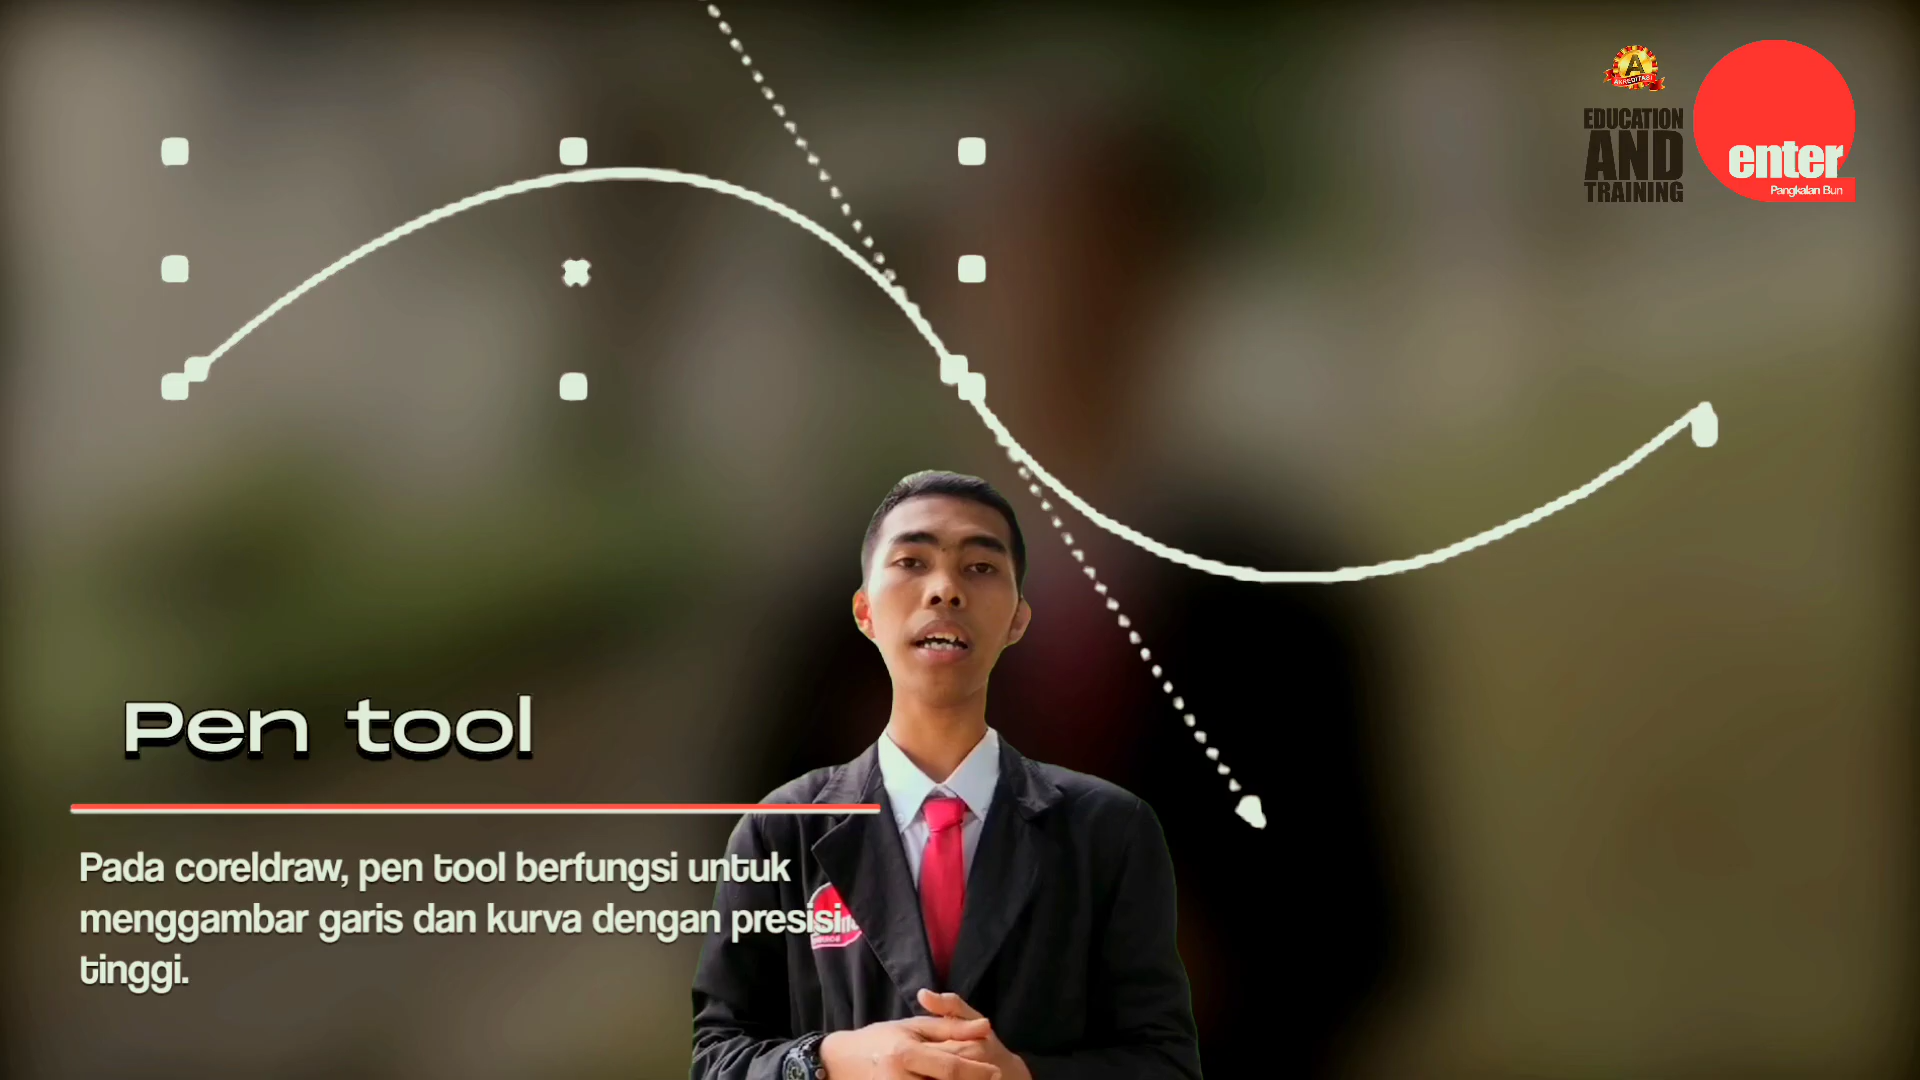 A
AKREDITASI
EDUCATION
AND
TRAINING
enter
Pangkalan Bun
Pen tool
Pada coreldraw, pen tool berfungsi untuk
menggambar garis dan kurva dengan presisi
tinggi.